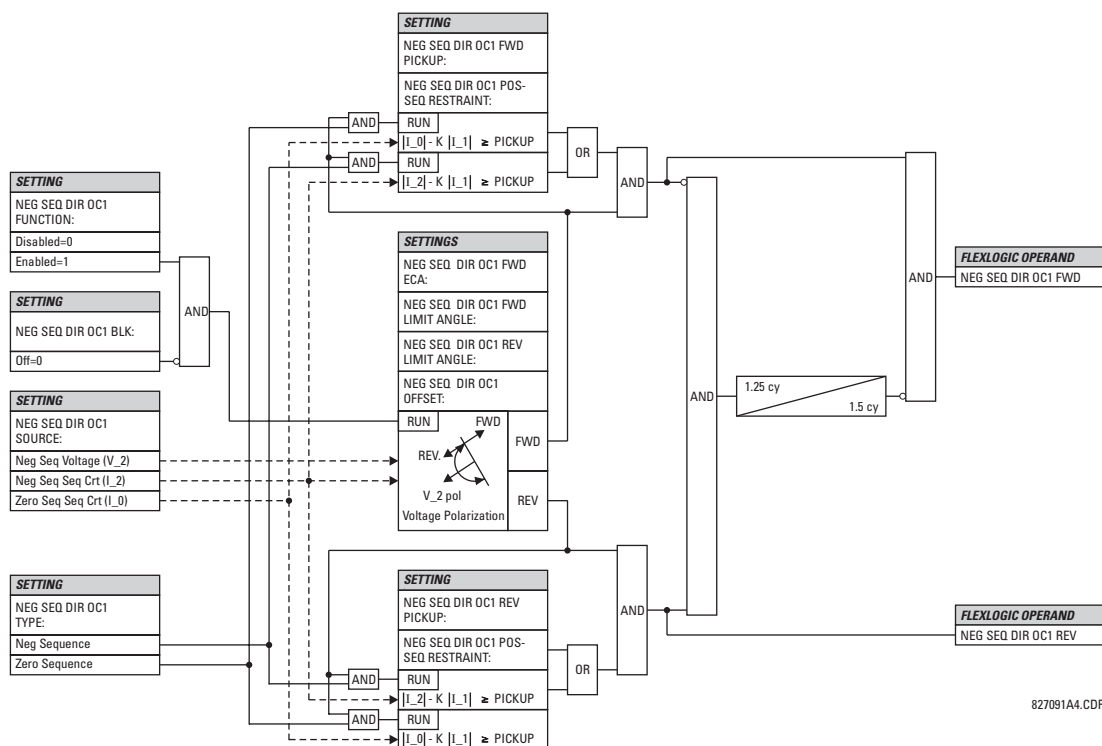 SETTING
NEG SEQ DIR OC1
FUNCTION:
Disabled=0
Enabled=1
SETTING
NEG SEQ DIR OC1 BLK:
Off=0
SETTING
NEG SEQ DIR OC1
SOURCE:
Neg Seq Voltage (V_2)
Neg Seq Seq Crt (I_2)
Zero Seq Seq Crt (I_0)
SETTING
NEG SEQ DIR OC1
TYPE:
Neg Sequence
Zero Sequence
AND
SETTING
NEG SEQ DIR OC1 FWD
PICKUP:
NEG SEQ DIR OC1 POS-
SEQ RESTRAINT:
AND
RUN
|I_0| - K |I_1| ≥ PICKUP
AND
RUN
|I_2| - K |I_1| ≥ PICKUP
OR
AND
SETTINGS
NEG SEQ DIR OC1 FWD
ECA:
NEG SEQ DIR OC1 FWD
LIMIT ANGLE:
NEG SEQ DIR OC1 REV
LIMIT ANGLE:
NEG SEQ DIR OC1
OFFSET:
RUN
FWD
REV.
V_2 pol
Voltage Polarization
FWD
REV
SETTING
NEG SEQ DIR OC1 REV
PICKUP:
NEG SEQ DIR OC1 POS-
SEQ RESTRAINT:
AND
RUN
|I_2| - K |I_1| ≥ PICKUP
AND
RUN
|I_0| - K |I_1| ≥ PICKUP
OR
AND
AND
1.25 cy
1.5 cy
AND
FLEXLOGIC OPERAND
NEG SEQ DIR OC1 FWD
FLEXLOGIC OPERAND
NEG SEQ DIR OC1 REV
827091A4.CDR